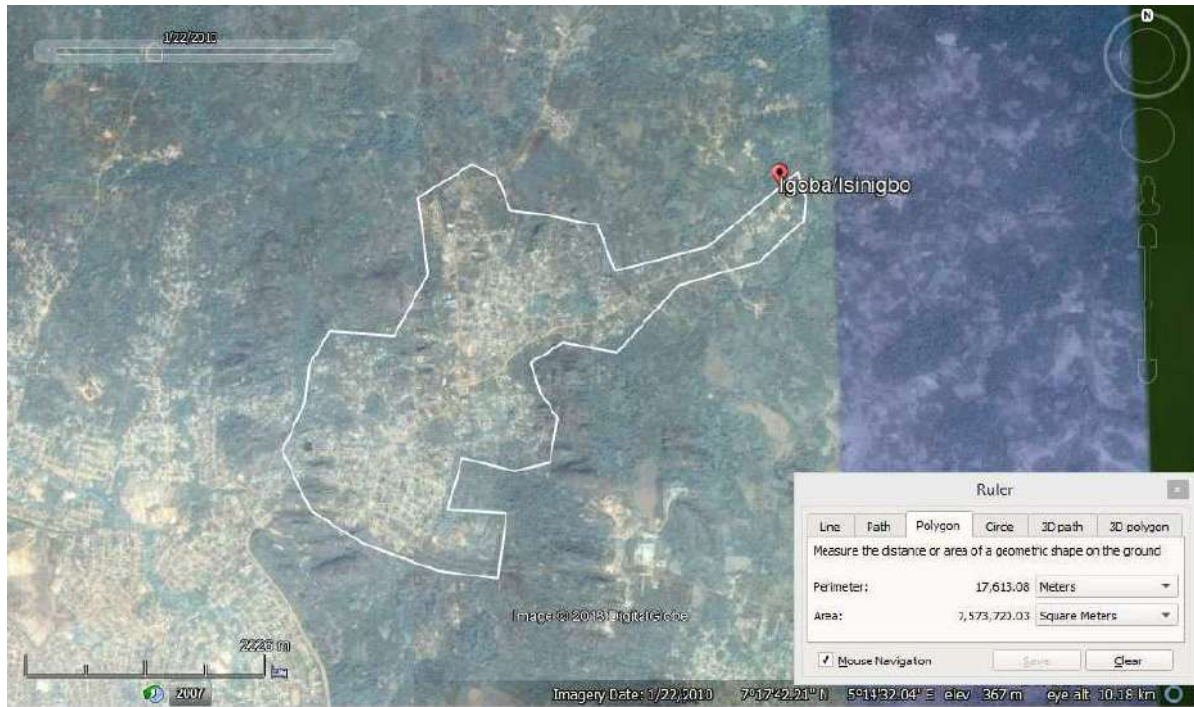 1/22/2010
N
Igoba/Isinigbo
Ruler
Line Path Polygon Circle 3D path 3D polygon
Measure the distance or area of a geometric shape on the ground
Perimeter: 17,613.08 Meters
Area: Square Meters
Mouse Navigation Save Clear
Image © DigitalGlobe
2226 m
2007
Imagery Date: 1/22/2010 7°17'42.21" N 5°14'32.04" E elev 367 m eye alt 10.18 km